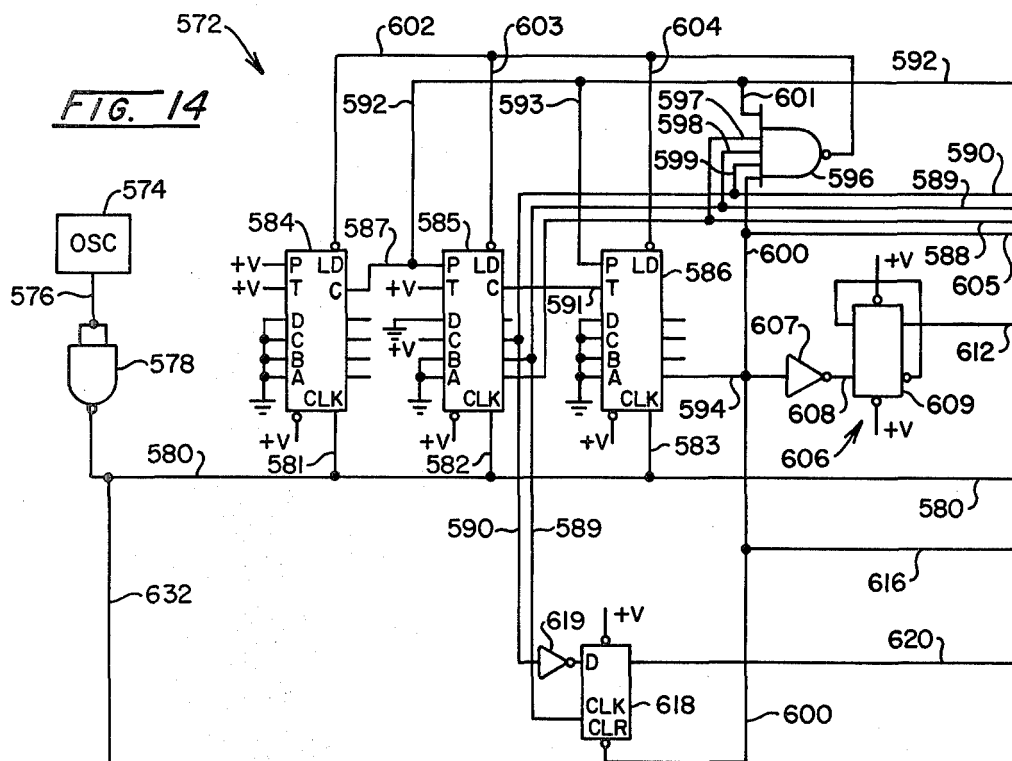 572
602
603
604
592
FIG. 14
592
593
601
597
598
599
596
590
589
574
OSC
584
587
585
586
600
588
605
+V P LD
+V T C
P LD
+V T C
P LD
T
591
+V
576
578
D
C
B
A
CLK
D
+V C
B
A
CLK
D
C
B
A
CLK
594
607
608
609
612
606
+V
+V
+V
+V
580
581
582
583
580
590
589
616
632
619
+V
620
D
CLK
CLR
618
600